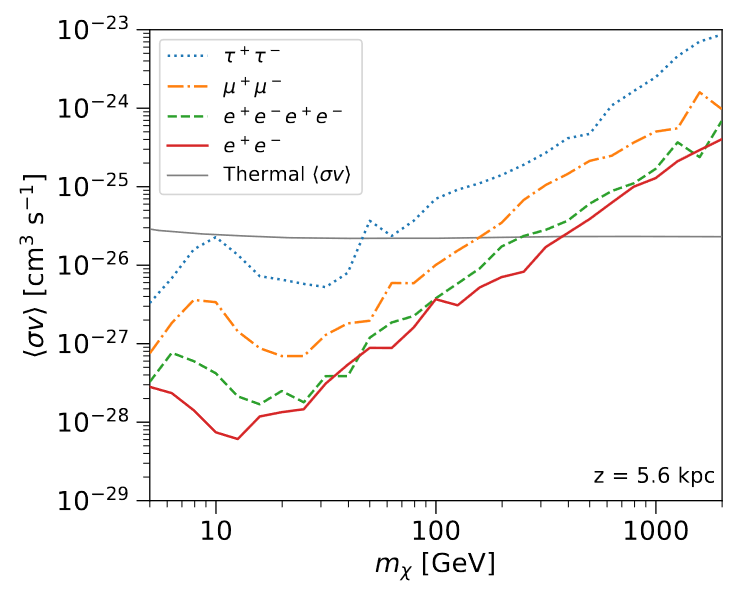 10⁻²³
10⁻²⁴
10⁻²⁵
10⁻²⁶
10⁻²⁷
10⁻²⁸
10⁻²⁹
⟨σv⟩ [cm³ s⁻¹]
τ⁺τ⁻
μ⁺μ⁻
e⁺e⁻e⁺e⁻
e⁺e⁻
Thermal ⟨σv⟩
z = 5.6 kpc
10 100 1000
mᵪ [GeV]